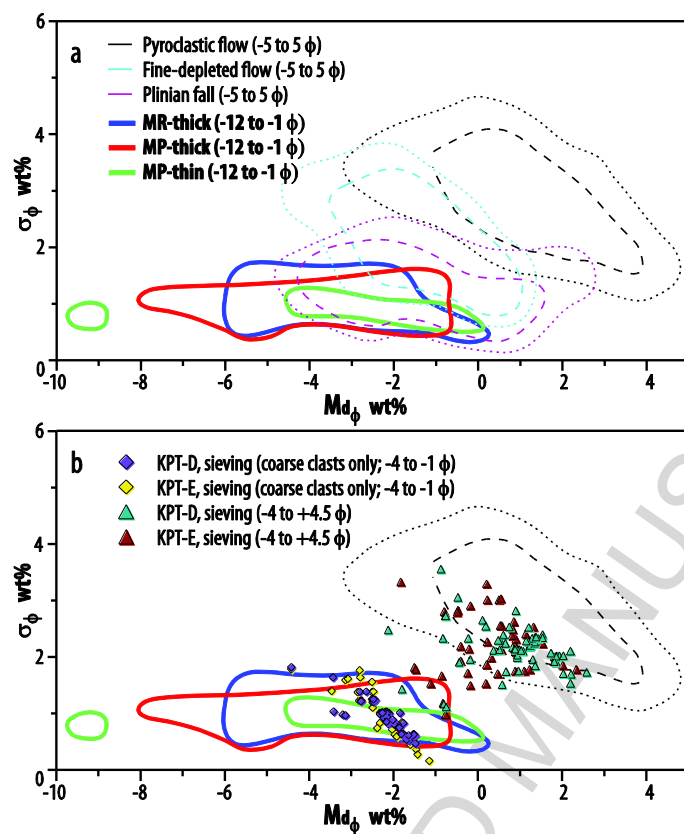 6
a
Pyroclastic flow (-5 to 5 ϕ)
Fine-depleted flow (-5 to 5 ϕ)
Plinian fall (-5 to 5 ϕ)
MR-thick (-12 to -1 ϕ)
MP-thick (-12 to -1 ϕ)
MP-thin (-12 to -1 ϕ)
4
σϕ wt%
2
0
-10 -8 -6 -4 -2 0 2 4
Mdϕ wt%
6
b
KPT-D, sieving (coarse clasts only; -4 to -1 ϕ)
KPT-E, sieving (coarse clasts only; -4 to -1 ϕ)
KPT-D, sieving (-4 to +4.5 ϕ)
KPT-E, sieving (-4 to +4.5 ϕ)
4
σϕ wt%
2
0
-10 -8 -6 -4 -2 0 2 4
Mdϕ wt%
D MANUS